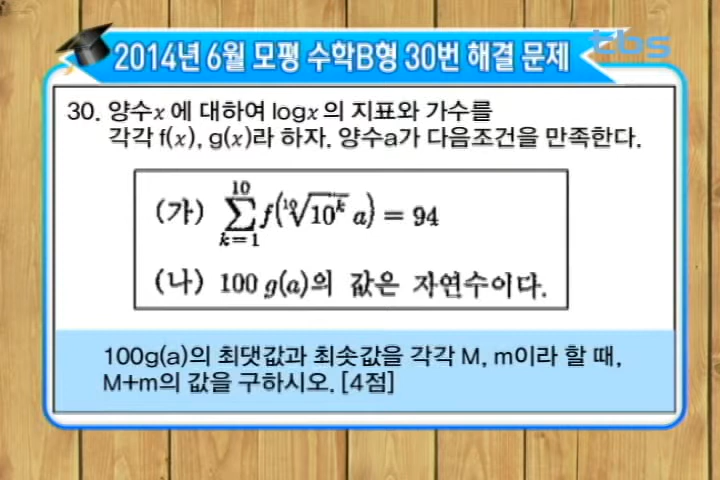 tbs
2014년 6월 모평 수학B형 30번 해결 문제
30. 양수x 에 대하여 logx 의 지표와 가수를
각각 f(x), g(x)라 하자. 양수a가 다음조건을 만족한다.
(가) \sum_{k=1}^{10} f(\sqrt[10]{10^k} a) = 94
(나) 100 g(a)의 값은 자연수이다.
100g(a)의 최댓값과 최솟값을 각각 M, m이라 할 때,
M+m의 값을 구하시오. [4점]